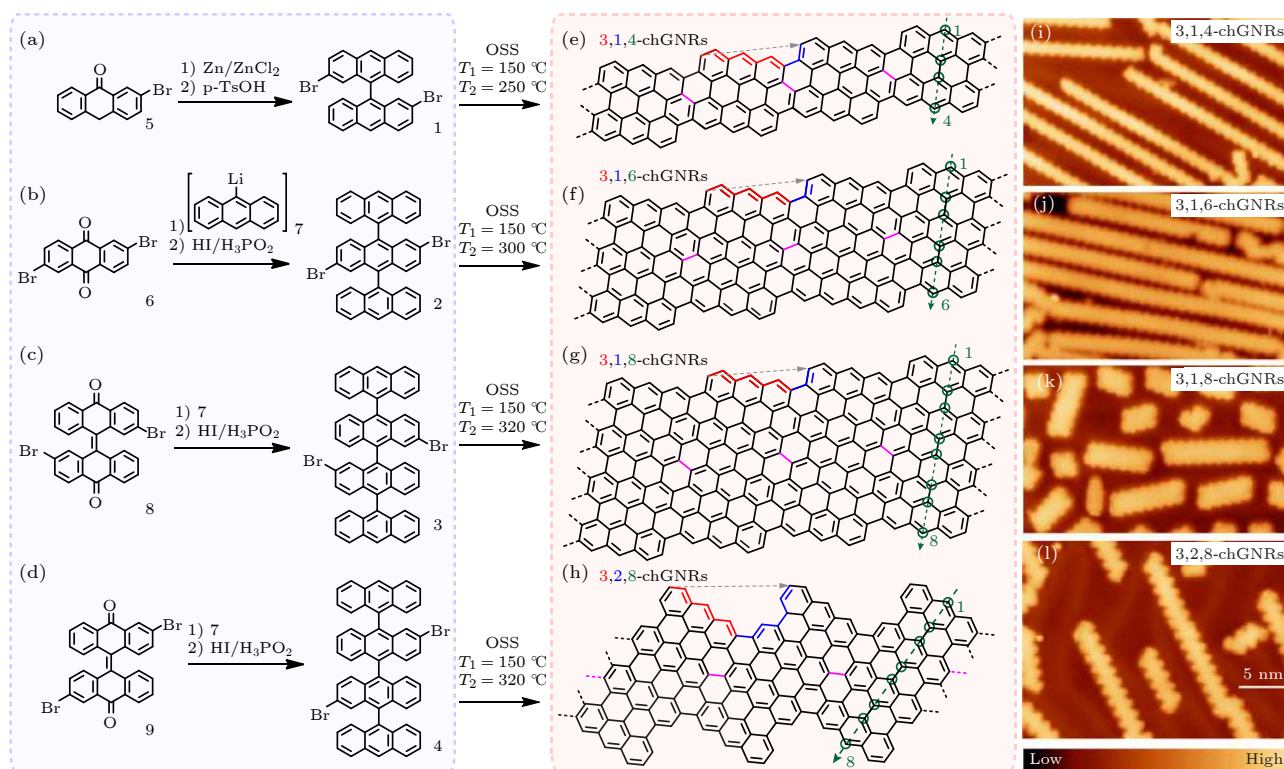 (a)
O
Br
5
1) Zn/ZnCl2
2) p-TsOH
Br
Br
1
OSS
T1 = 150 ℃
T2 = 250 ℃
(e)
3,1,4-chGNRs
1
4
(i)
3,1,4-chGNRs
(b)
O
Br
Br
O
6
Li
1)
7
2) HI/H3PO2
Br
Br
2
OSS
T1 = 150 ℃
T2 = 300 ℃
(f)
3,1,6-chGNRs
1
6
(j)
3,1,6-chGNRs
(c)
O
Br
Br
O
8
1) 7
2) HI/H3PO2
Br
Br
3
OSS
T1 = 150 ℃
T2 = 320 ℃
(g)
3,1,8-chGNRs
1
8
(k)
3,1,8-chGNRs
(d)
O
Br
Br
O
9
1) 7
2) HI/H3PO2
Br
Br
4
OSS
T1 = 150 ℃
T2 = 320 ℃
(h)
3,2,8-chGNRs
1
8
(l)
3,2,8-chGNRs
5 nm
Low
High